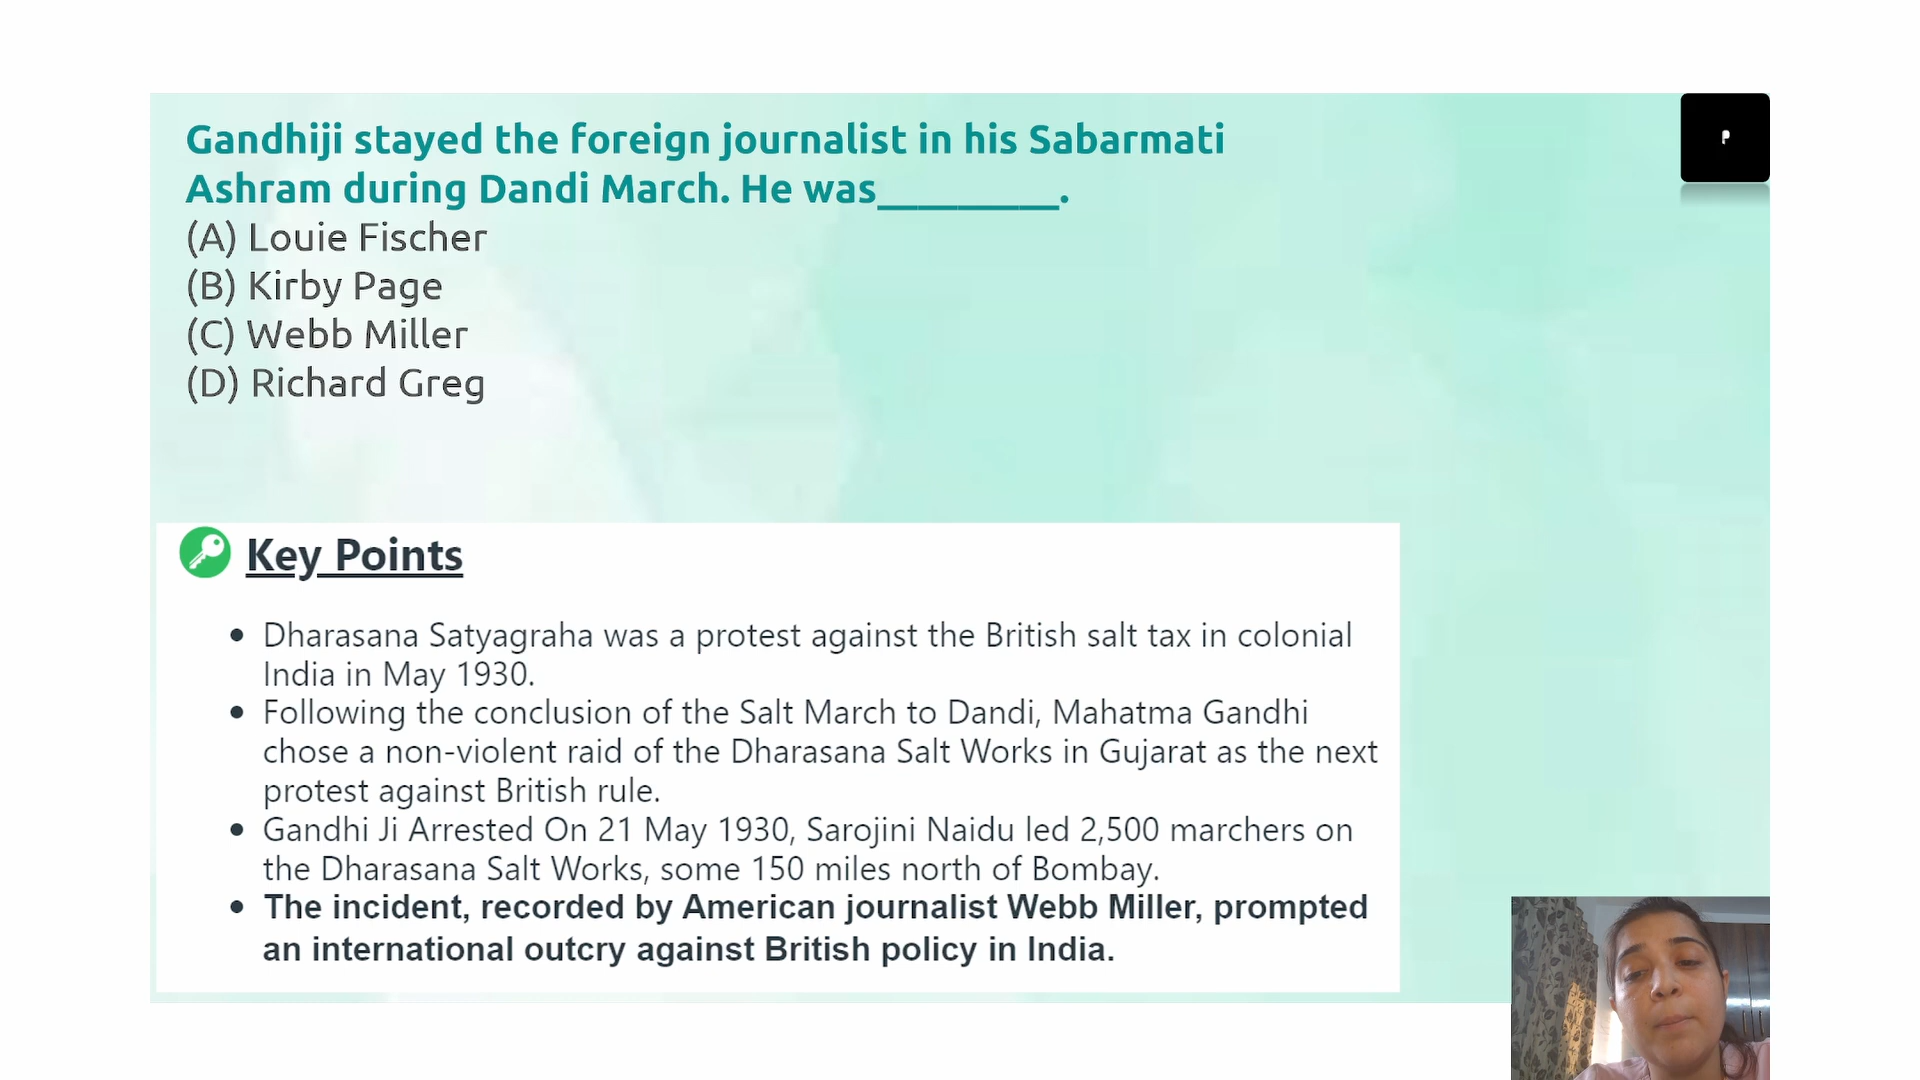 Gandhiji stayed the foreign journalist in his Sabarmati
Ashram during Dandi March. He was_________.
(A) Louie Fischer
(B) Kirby Page
(C) Webb Miller
(D) Richard Greg
P
Key Points
• Dharasana Satyagraha was a protest against the British salt tax in colonial
India in May 1930.
• Following the conclusion of the Salt March to Dandi, Mahatma Gandhi
chose a non-violent raid of the Dharasana Salt Works in Gujarat as the next
protest against British rule.
• Gandhi Ji Arrested On 21 May 1930, Sarojini Naidu led 2,500 marchers on
the Dharasana Salt Works, some 150 miles north of Bombay.
• The incident, recorded by American journalist Webb Miller, prompted
an international outcry against British policy in India.